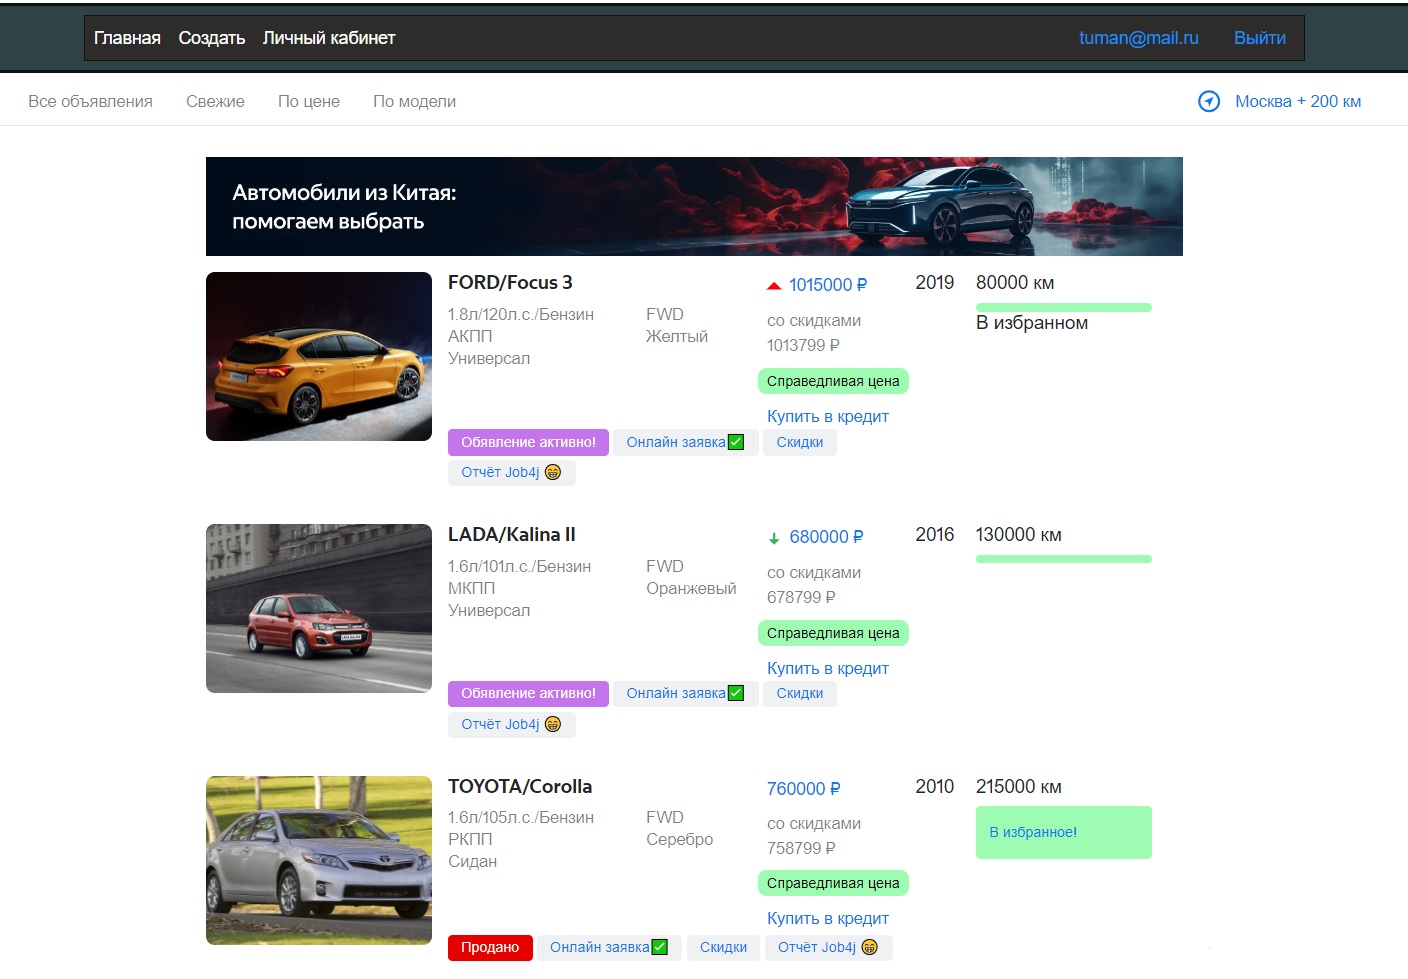 Главная Создать Личный кабинет tuman@mail.ru Выйти
Все объявления Свежие По цене По модели Москва + 200 км
Автомобили из Китая:
помогаем выбрать
FORD/Focus 3 1015000 ₽ 2019 80000 км
1.8л/120л.с./Бензин FWD со скидками В избранном
АКПП Желтый 1013799 ₽
Универсал
Справедливая цена
Купить в кредит
Обявление активно! Онлайн заявка✅ Скидки
Отчёт Job4j 😁
LADA/Kalina II 680000 ₽ 2016 130000 км
1.6л/101л.с./Бензин FWD со скидками
МКПП Оранжевый 678799 ₽
Универсал
Справедливая цена
Купить в кредит
Обявление активно! Онлайн заявка✅ Скидки
Отчёт Job4j 😁
TOYOTA/Corolla 760000 ₽ 2010 215000 км
1.6л/105л.с./Бензин FWD со скидками В избранное!
РКПП Серебро 758799 ₽
Сидан
Справедливая цена
Купить в кредит
Продано Онлайн заявка✅ Скидки Отчёт Job4j 😁